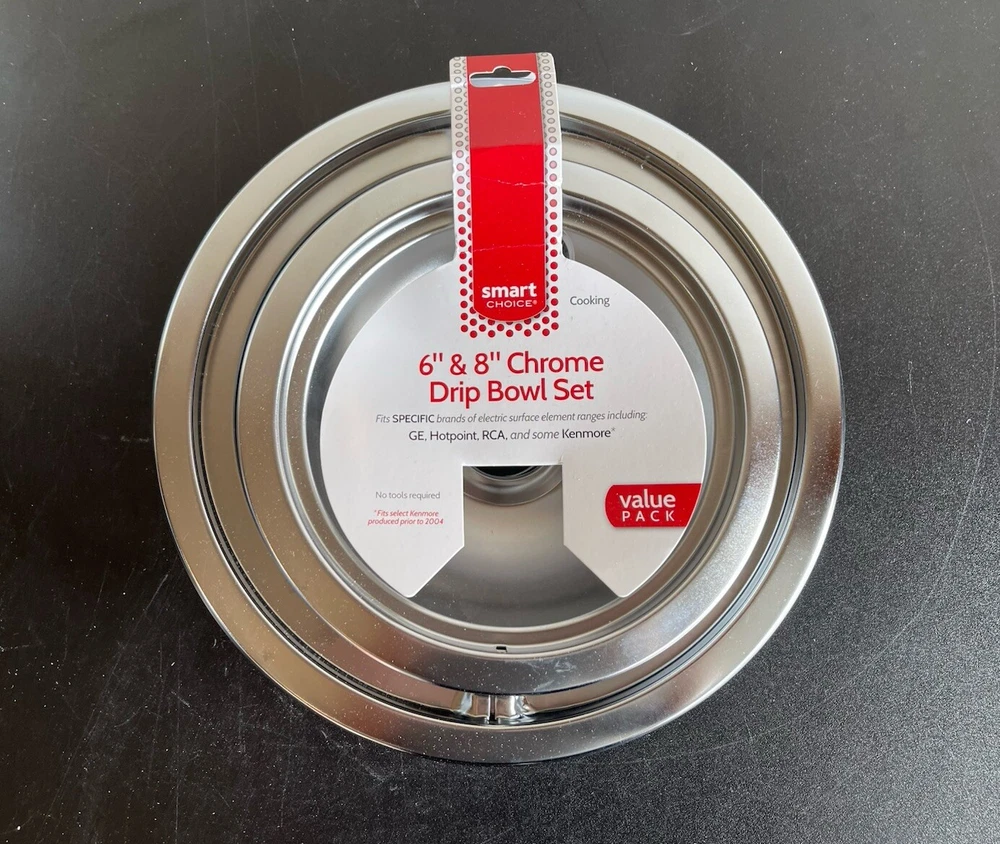 smart
CHOICE®
Cooking
6" & 8" Chrome
Drip Bowl Set
Fits SPECIFIC brands of electric surface element ranges including:
GE, Hotpoint, RCA, and some Kenmore*
No tools required
*Fits select Kenmore
produced prior to 2004
value
PACK